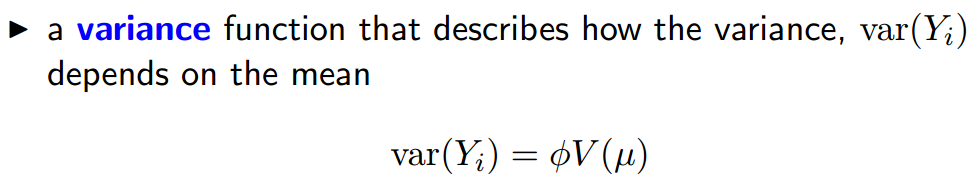 ▶ a variance function that describes how the variance, var(Yᵢ)
depends on the mean
var(Yᵢ) = ϕV(μ)